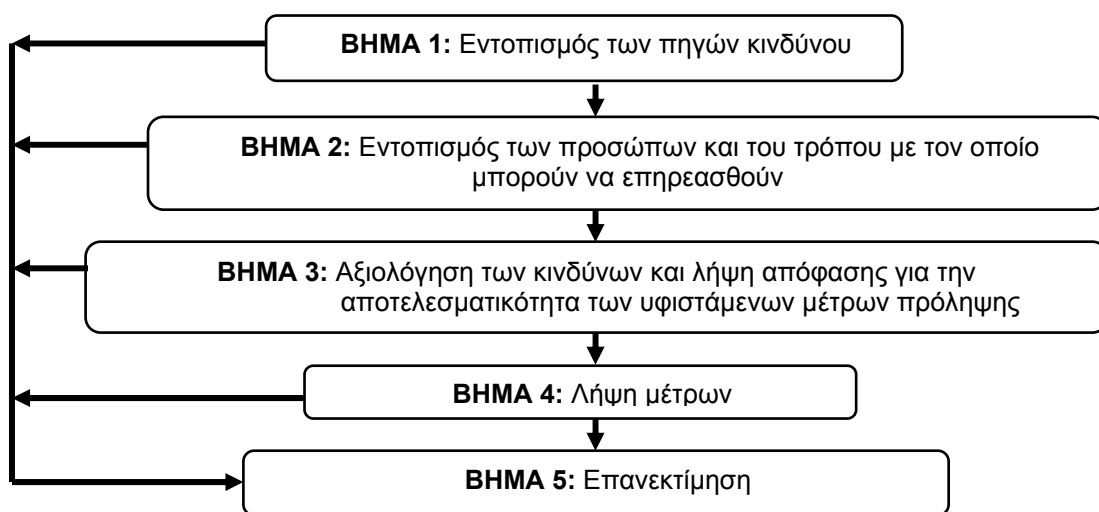 ΒΗΜΑ 1: Εντοπισμός των πηγών κινδύνου
ΒΗΜΑ 2: Εντοπισμός των προσώπων και του τρόπου με τον οποίο
μπορούν να επηρεασθούν
ΒΗΜΑ 3: Αξιολόγηση των κινδύνων και λήψη απόφασης για την
αποτελεσματικότητα των υφιστάμενων μέτρων πρόληψης
ΒΗΜΑ 4: Λήψη μέτρων
ΒΗΜΑ 5: Επανεκτίμηση